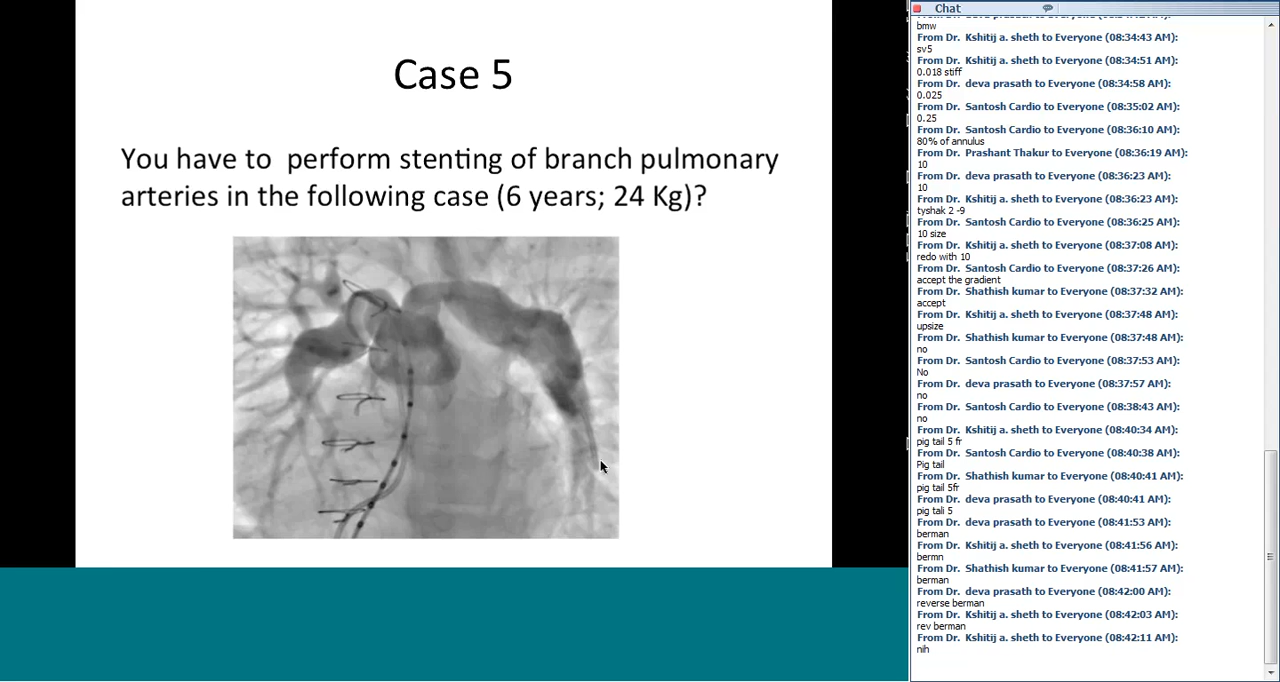 Case 5
You have to perform stenting of branch pulmonary
arteries in the following case (6 years; 24 Kg)?
Chat
bmw
From Dr. Kshitij a. sheth to Everyone (08:34:43 AM):
sv5
From Dr. Kshitij a. sheth to Everyone (08:34:51 AM):
0.018 stiff
From Dr. deva prasath to Everyone (08:34:58 AM):
0.025
From Dr. Santosh Cardio to Everyone (08:35:02 AM):
0.25
From Dr. Santosh Cardio to Everyone (08:36:10 AM):
80% of annulus
From Dr. Prashant Thakur to Everyone (08:36:19 AM):
10
From Dr. deva prasath to Everyone (08:36:23 AM):
10
From Dr. Kshitij a. sheth to Everyone (08:36:23 AM):
tyshak 2 -9
From Dr. Santosh Cardio to Everyone (08:36:25 AM):
10 size
From Dr. Kshitij a. sheth to Everyone (08:37:08 AM):
redo with 10
From Dr. Santosh Cardio to Everyone (08:37:26 AM):
accept the gradient
From Dr. Shathish kumar to Everyone (08:37:32 AM):
accept
From Dr. Kshitij a. sheth to Everyone (08:37:48 AM):
upsize
From Dr. Shathish kumar to Everyone (08:37:48 AM):
no
From Dr. Santosh Cardio to Everyone (08:37:53 AM):
No
From Dr. deva prasath to Everyone (08:37:57 AM):
no
From Dr. Santosh Cardio to Everyone (08:38:43 AM):
no
From Dr. Kshitij a. sheth to Everyone (08:40:34 AM):
pig tail 5 fr
From Dr. Santosh Cardio to Everyone (08:40:38 AM):
Pig tail
From Dr. Shathish kumar to Everyone (08:40:41 AM):
pig tail 5fr
From Dr. deva prasath to Everyone (08:40:41 AM):
pig tali 5
From Dr. deva prasath to Everyone (08:41:53 AM):
berman
From Dr. Kshitij a. sheth to Everyone (08:41:56 AM):
bermn
From Dr. Shathish kumar to Everyone (08:41:57 AM):
berman
From Dr. deva prasath to Everyone (08:42:00 AM):
reverse berman
From Dr. Kshitij a. sheth to Everyone (08:42:03 AM):
rev berman
From Dr. Kshitij a. sheth to Everyone (08:42:11 AM):
nih